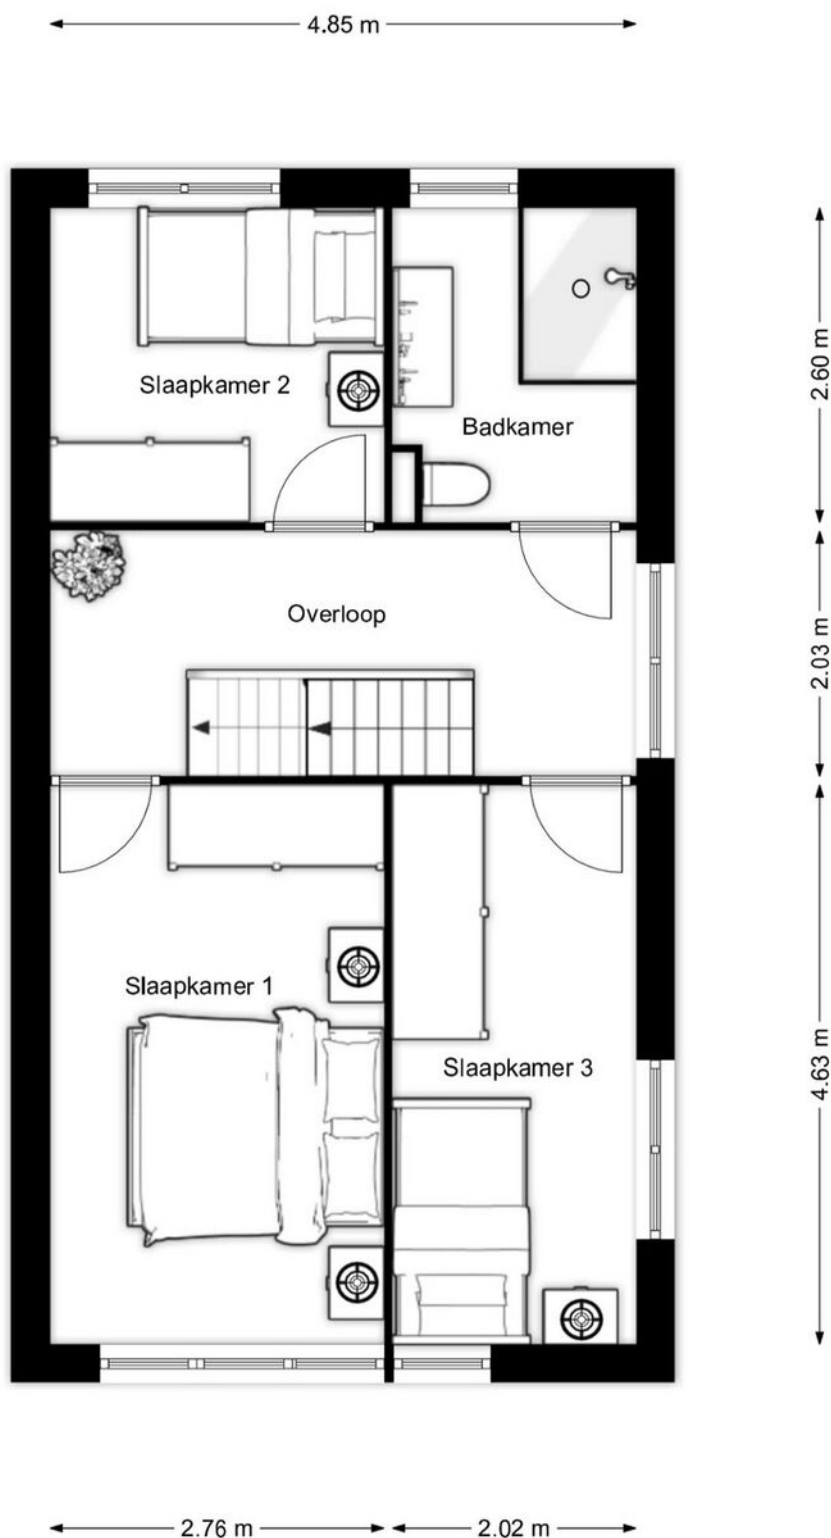 4.85 m
Slaapkamer 2
2.60 m
Badkamer
Overloop
2.03 m
Slaapkamer 1
4.63 m
Slaapkamer 3
2.76 m
2.02 m